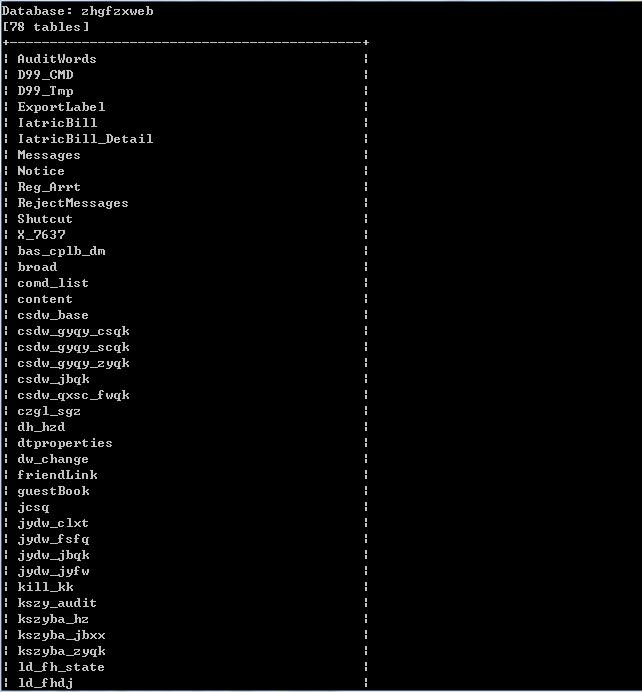 Database: zhgfzxweb
[78 tables]
+--------------------------------------------+
| AuditWords |
| D99_CMD |
| D99_Tmp |
| ExportLabel |
| IatricBill |
| IatricBill_Detail |
| Messages |
| Notice |
| Reg_Arrt |
| RejectMessages |
| Shutcut |
| X_7637 |
| bas_cplb_dm |
| broad |
| comd_list |
| content |
| csdw_base |
| csdw_gyqy_csqk |
| csdw_gyqy_scqk |
| csdw_gyqy_zyqk |
| csdw_jbqk |
| csdw_qxsc_fwqk |
| czgl_sgz |
| dh_hzd |
| dtproperties |
| dw_change |
| friendLink |
| guestBook |
| jcsq |
| jydw_clxt |
| jydw_fsfq |
| jydw_jbqk |
| jydw_jyfw |
| kill_kk |
| kszy_audit |
| kszyba_hz |
| kszyba_jbxx |
| kszyba_zyqk |
| ld_fh_state |
| ld_fhdj |